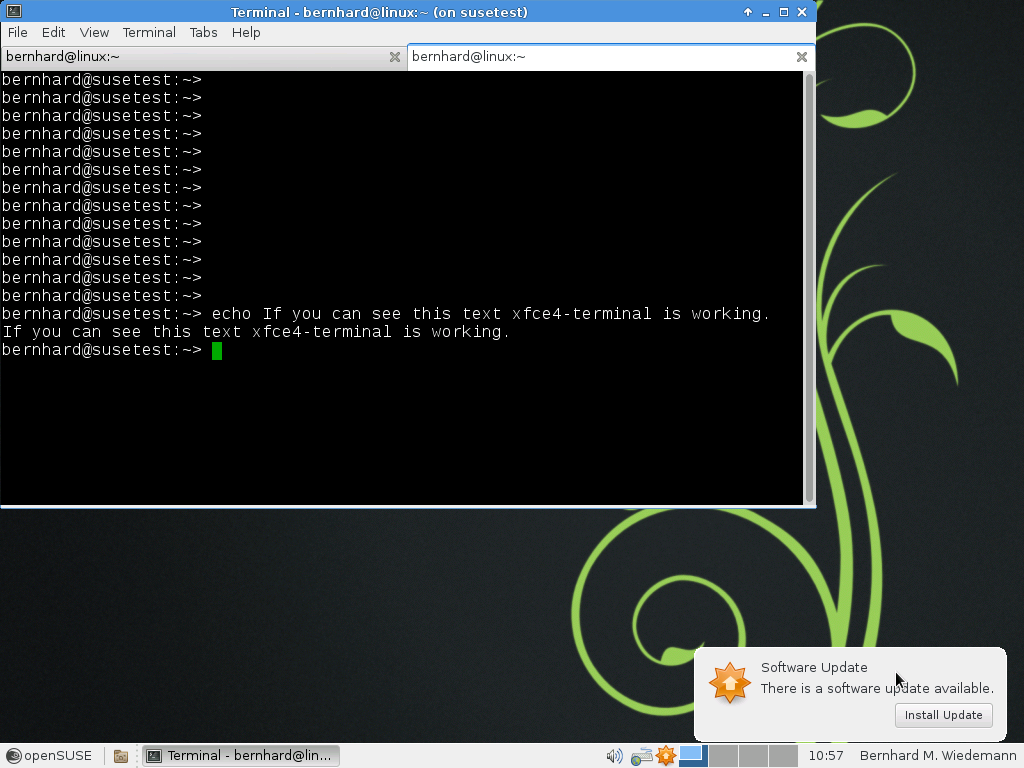 Terminal - bernhard@linux:~ (on susetest)
File Edit View Terminal Tabs Help
bernhard@linux:~ bernhard@linux:~
bernhard@susetest:~>
bernhard@susetest:~>
bernhard@susetest:~>
bernhard@susetest:~>
bernhard@susetest:~>
bernhard@susetest:~>
bernhard@susetest:~>
bernhard@susetest:~>
bernhard@susetest:~>
bernhard@susetest:~>
bernhard@susetest:~>
bernhard@susetest:~>
bernhard@susetest:~>
bernhard@susetest:~> echo If you can see this text xfce4-terminal is working.
If you can see this text xfce4-terminal is working.
bernhard@susetest:~>
Software Update
There is a software update available.
Install Update
openSUSE Terminal - bernhard@lin... 10:57 Bernhard M. Wiedemann